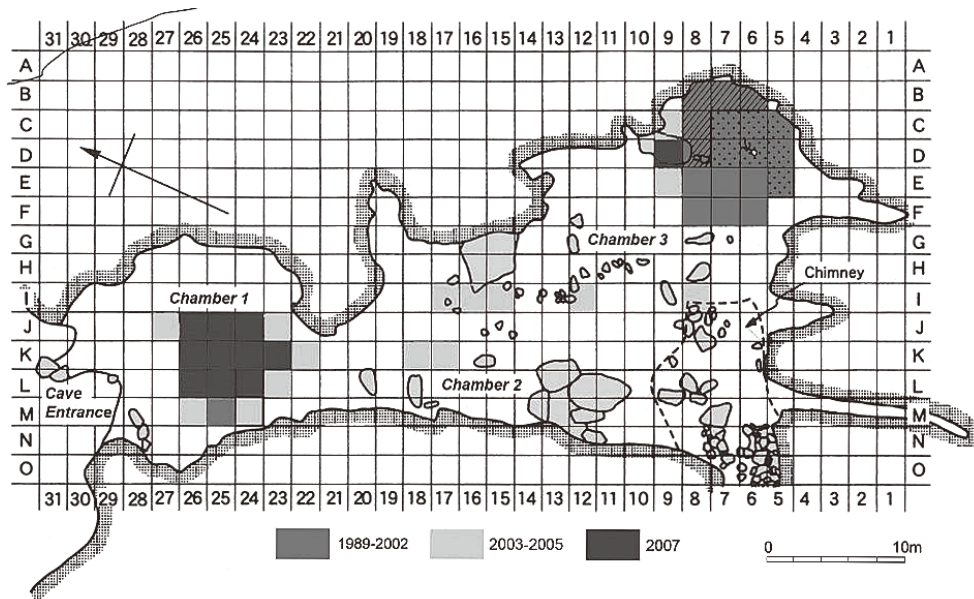 31 30 29 28 27 26 25 24 23 22 21 20 19 18 17 16 15 14 13 12 11 10 9 8 7 6 5 4 3 2 1
A A
B B
C C
D D
E E
F F
G Chamber 3 G
H Chimney H
I Chamber 1 I
J J
K K
L Chamber 2 L
Cave
Entrance
M M
N N
O O
31 30 29 28 27 26 25 24 23 22 21 20 19 18 17 16 15 14 13 12 11 10 9 8 7 6 5 4 3 2 1
1989-2002 2003-2005 2007
0 10m